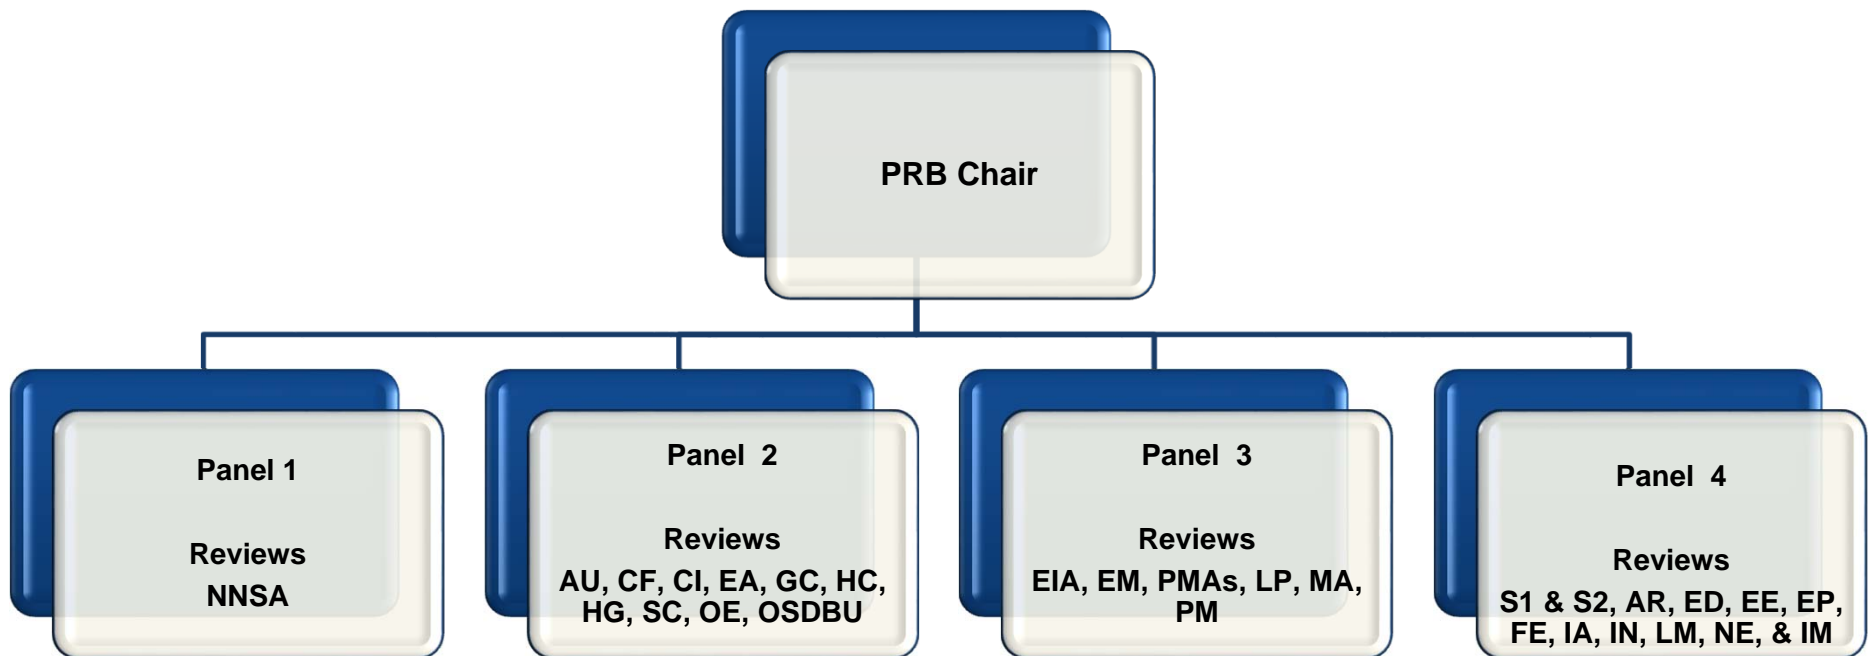 PRB Chair
Panel 1
Reviews
NNSA
Panel 2
Reviews
AU, CF, CI, EA, GC, HC,
HG, SC, OE, OSDBU
Panel 3
Reviews
EIA, EM, PMAs, LP, MA,
PM
Panel 4
Reviews
S1 & S2, AR, ED, EE, EP,
FE, IA, IN, LM, NE, & IM